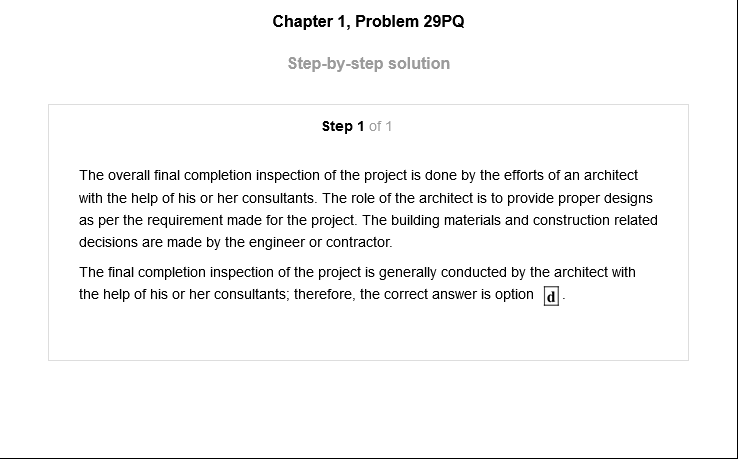 Chapter 1, Problem 29PQ
Step-by-step solution
Step 1 of 1
The overall final completion inspection of the project is done by the efforts of an architect
with the help of his or her consultants. The role of the architect is to provide proper designs
as per the requirement made for the project. The building materials and construction related
decisions are made by the engineer or contractor.
The final completion inspection of the project is generally conducted by the architect with
the help of his or her consultants; therefore, the correct answer is option d .